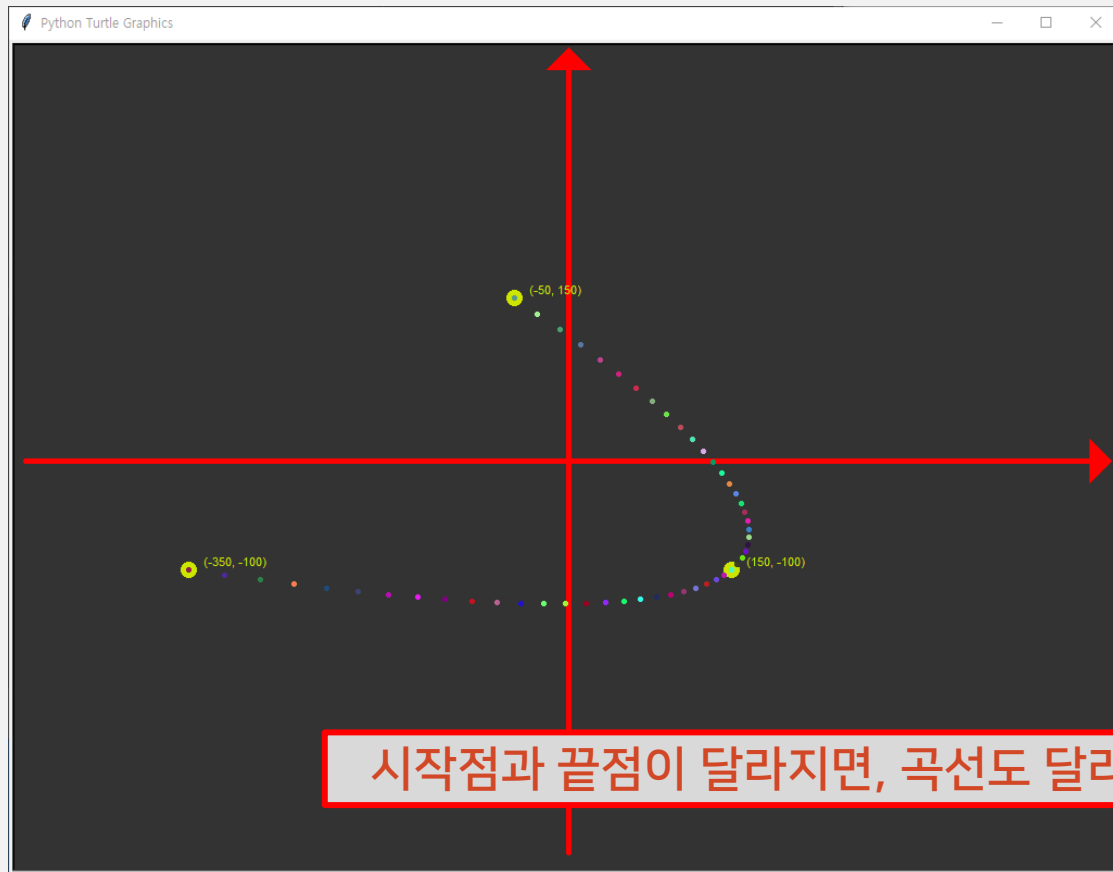 Python Turtle Graphics
(-50, 150)
(-350, -100)
(150, -100)
시작점과 끝점이 달라지면, 곡선도